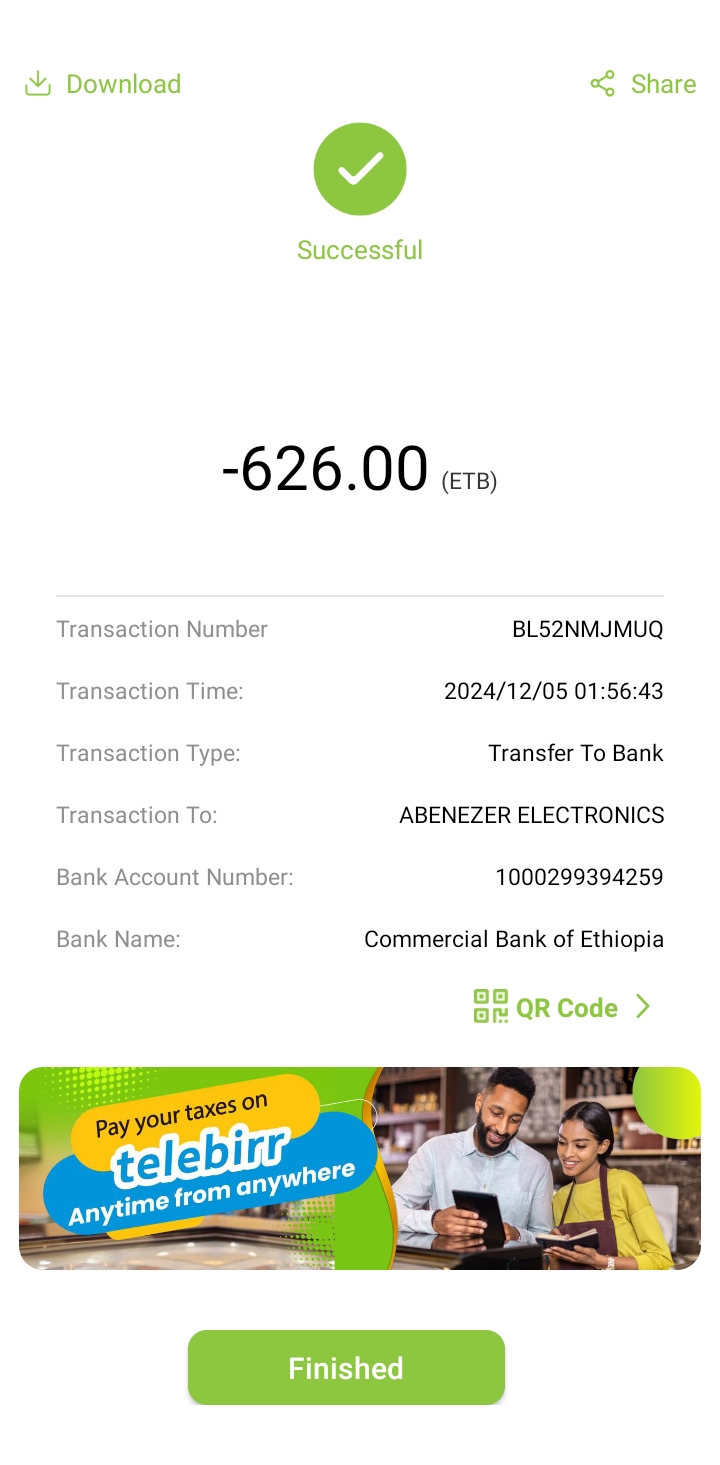 Download
Share
Successful
-626.00 (ETB)
Transaction Number BL52NMJMUQ
Transaction Time: 2024/12/05 01:56:43
Transaction Type: Transfer To Bank
Transaction To: ABENEZER ELECTRONICS
Bank Account Number: 1000299394259
Bank Name: Commercial Bank of Ethiopia
QR Code
Pay your taxes on
telebirr
Anytime from anywhere
Finished